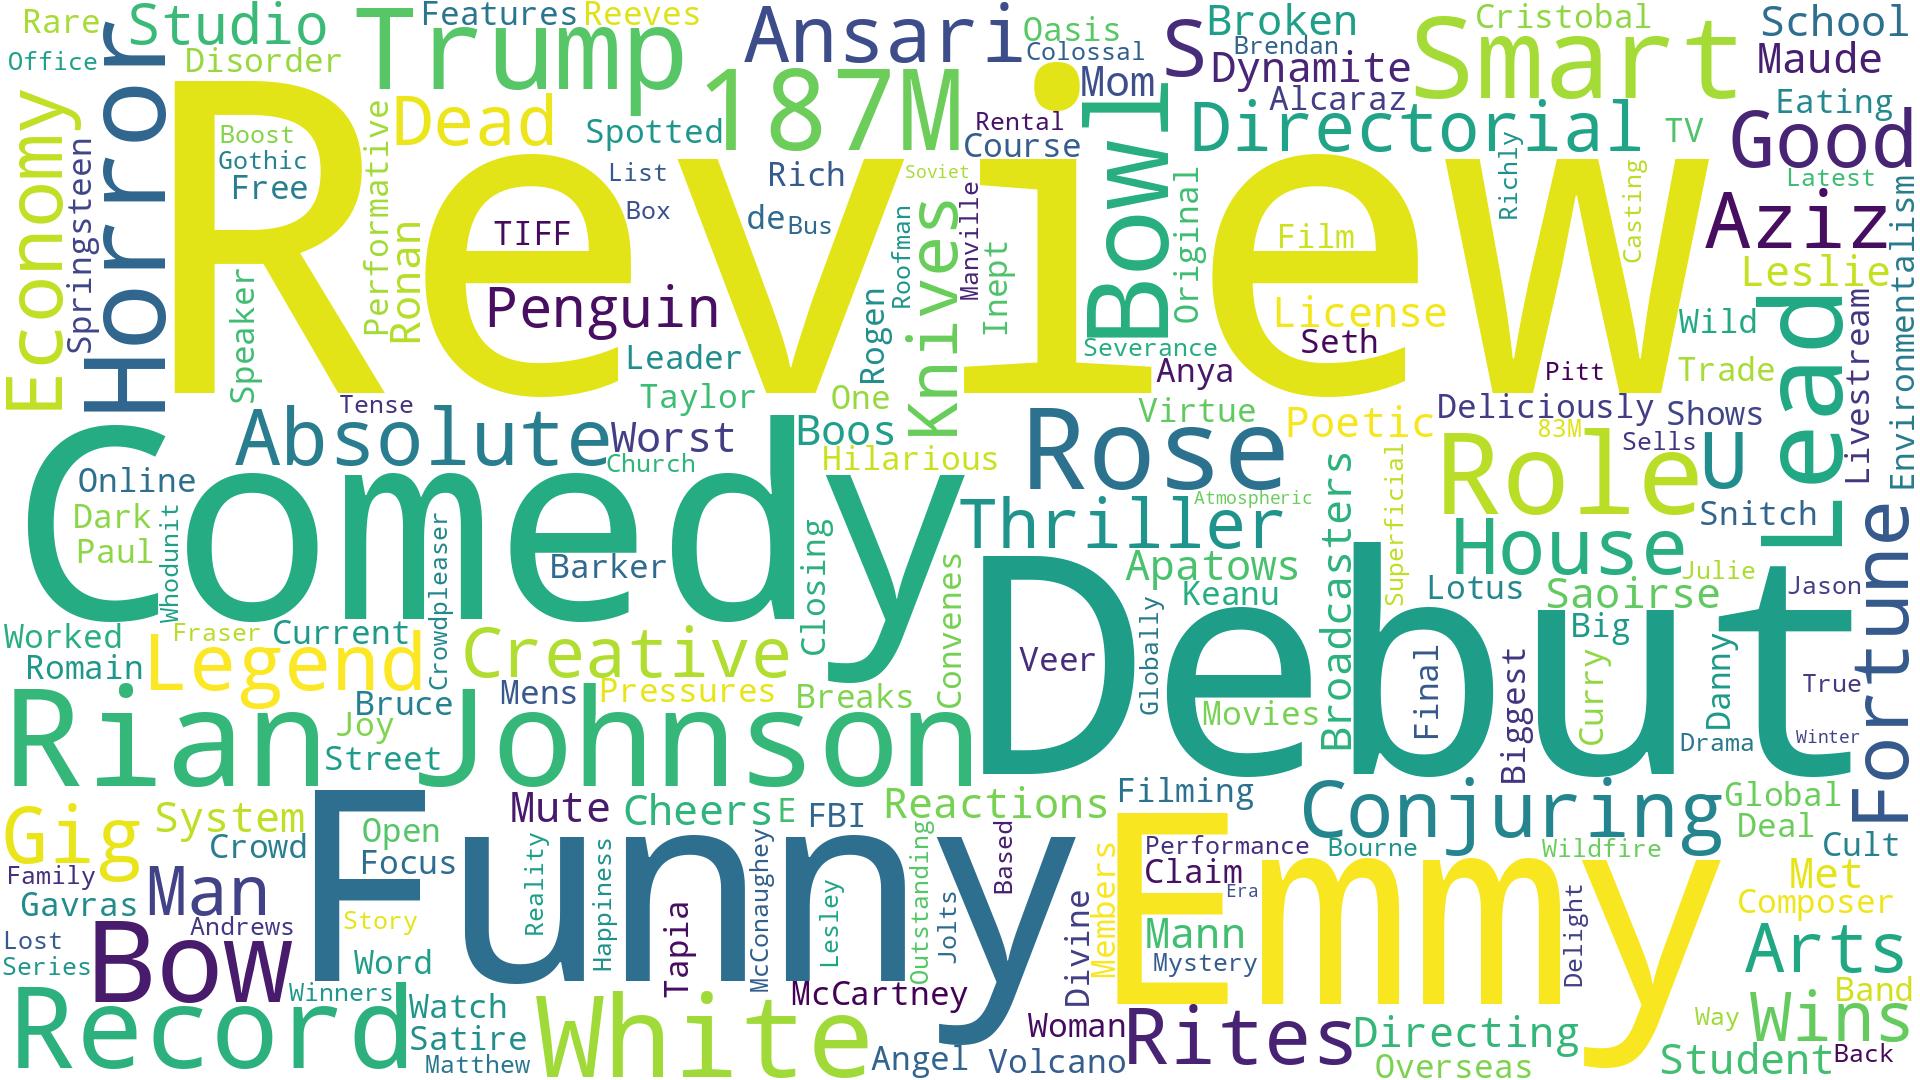 Review
Comedy
Debut
Funny
Emmy
Rian
Johnson
Rare
Studio
Office
Disorder
Horror
Trump
Features
Reeves
Ansari
187M
Oasis
Colossal
Mom
S
Broken
Brendan
Dynamite
Alcaraz
Smart
Cristobal
School
Maude
Eating
Good
Latest
Aziz
Leslie
Environmentalism
Economy
Springsteen
Boost
Gothic
Free
Performative
Dead
Ronan
Spotted
List
Box
TIFF
Penguin
Rich
de
Bus
Soviet
Rental
Course
Knives
Manville
Inept
Roofman
Rogen
Bowl
Original
Directorial
TV
Richly
Casting
Film
License
Seth
Wild
Trade
Pitt
Lead
Livestream
Speaker
Leader
Taylor
One
Severance
Anya
Virtue
Poetic
Deliciously
Shows
83M
Sells
Tense
Absolute
Worst
Church
Boos
Hilarious
Rose
Thriller
Atmospheric
Broadcasters
Superficial
Role
U
Snitch
House
Online
Dark
Paul
Whodunit
Crowdpleaser
Barker
Closing
Convenes
Apatows
Keanu
Globally
Lotus
Saoirse
Julie
Jason
Big
Fortune
Worked
Romain
Fraser
Current
Legend
Creative
Bruce
Mens
Pressures
Breaks
Joy
Street
Veer
Movies
Final
Biggest
Curry
Danny
Drama
True
Winter
Gig
System
Crowd
Open
Focus
Mute
Cheers
E
FBI
Reactions
Filming
Conjuring
Global
Deal
Cult
Family
Gavras
Man
Andrews
Story
Reality
Happiness
Tapia
McConaughey
Lesley
Outstanding
Jolts
Based
Divine
Members
Performance
Claim
Era
Mann
Mystery
Bourne
Wildfire
Delight
Met
Composer
Arts
Lost
Series
Bow
Winners
Word
Record
Watch
Satire
Matthew
White
McCartney
Angel
Volcano
Woman
Rites
Directing
Overseas
Way
Wins
Band
Student
Back